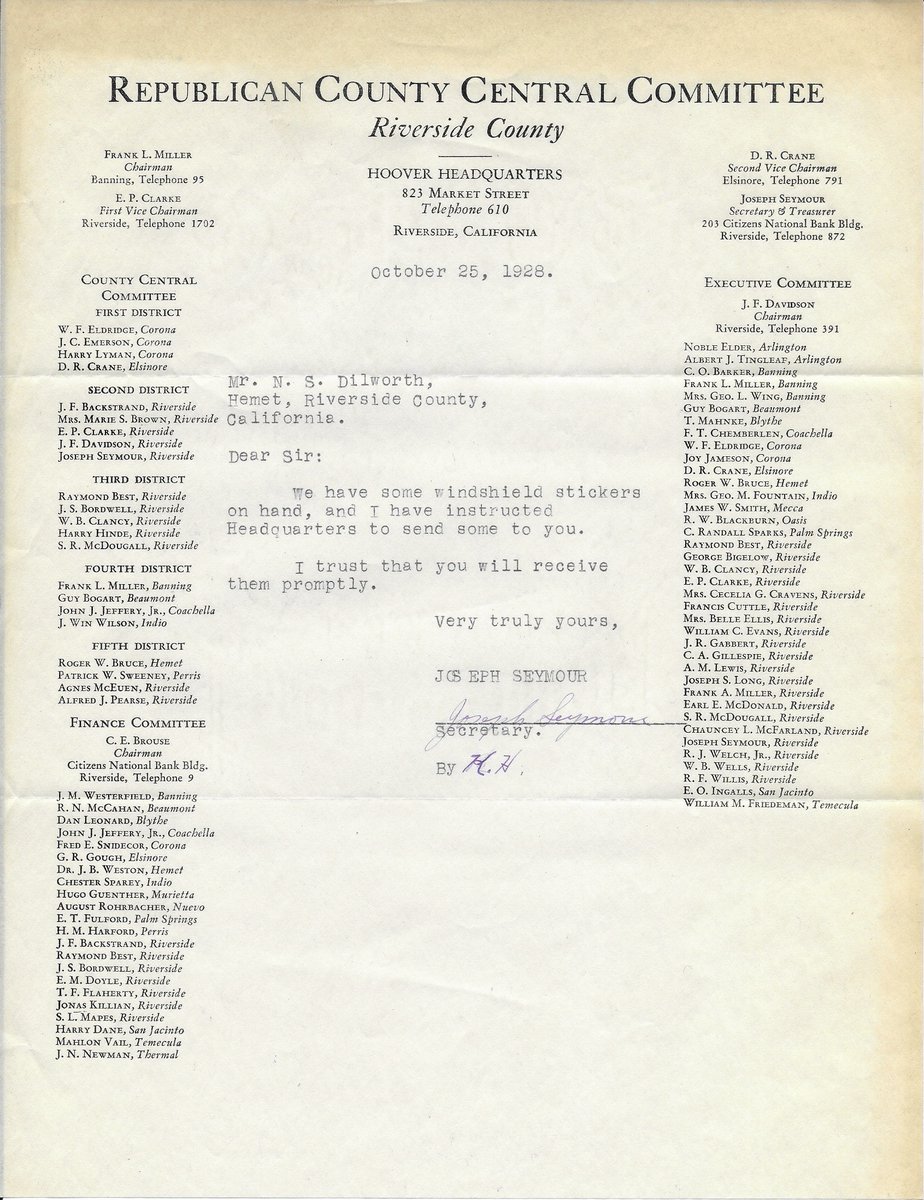 REPUBLICAN COUNTY CENTRAL COMMITTEE
Riverside County
FRANK L. MILLER
Chairman
Banning, Telephone 95
E. P. CLARKE
First Vice Chairman
Riverside, Telephone 1702
HOOVER HEADQUARTERS
823 MARKET STREET
Telephone 610
RIVERSIDE, CALIFORNIA
D. R. CRANE
Second Vice Chairman
Elsinore, Telephone 791
JOSEPH SEYMOUR
Secretary & Treasurer
203 Citizens National Bank Bldg.
Riverside, Telephone 872
October 25, 1928.
COUNTY CENTRAL
COMMITTEE
FIRST DISTRICT
W. F. ELDRIDGE, Corona
J. C. EMERSON, Corona
HARRY LYMAN, Corona
D. R. CRANE, Elsinore
SECOND DISTRICT
J. F. BACKSTRAND, Riverside
MRS. MARIE S. BROWN, Riverside
E. P. CLARKE, Riverside
J. F. DAVIDSON, Riverside
JOSEPH SEYMOUR, Riverside
THIRD DISTRICT
RAYMOND BEST, Riverside
J. S. BORDWELL, Riverside
W. B. CLANCY, Riverside
HARRY HINDE, Riverside
S. R. MCDOUGALL, Riverside
FOURTH DISTRICT
FRANK L. MILLER, Banning
GUY BOGART, Beaumont
JOHN J. JEFFERY, JR., Coachella
J. WIN WILSON, Indio
FIFTH DISTRICT
ROGER W. BRUCE, Hemet
PATRICK W. SWEENEY, Perris
AGNES MCEUEN, Riverside
ALFRED J. PEARSE, Riverside
FINANCE COMMITTEE
C. E. BROUSE
Chairman
Citizens National Bank Bldg.
Riverside, Telephone 9
J. M. WESTERFIELD, Banning
R. N. MCCAHAN, Beaumont
DAN LEONARD, Blythe
JOHN J. JEFFERY, JR., Coachella
FRED E. SNIDECOR, Corona
G. R. GOUGH, Elsinore
DR. J. B. WESTON, Hemet
CHESTER SPAREY, Indio
HUGO GUENTHER, Murietta
AUGUST ROHRBACHER, Nuevo
E. T. FULFORD, Palm Springs
H. M. HARFORD, Perris
J. F. BACKSTRAND, Riverside
RAYMOND BEST, Riverside
J. S. BORDWELL, Riverside
E. M. DOYLE, Riverside
T. F. FLAHERTY, Riverside
JONAS KILLIAN, Riverside
S. L. MAPES, Riverside
HARRY DANE, San Jacinto
MAHLON VAIL, Temecula
J. N. NEWMAN, Thermal
Mr. N. S. Dilworth,
Hemet, Riverside County,
California.
Dear Sir:
We have some windshield stickers
on hand, and I have instructed
Headquarters to send some to you.
I trust that you will receive
them promptly.
Very truly yours,
JOSEPH SEYMOUR
Joseph Seymour
Secretary.
By K.H.
EXECUTIVE COMMITTEE
J. F. DAVIDSON
Chairman
Riverside, Telephone 391
NOBLE ELDER, Arlington
ALBERT J. TINGLEAF, Arlington
C. O. BARKER, Banning
FRANK L. MILLER, Banning
MRS. GEO. L. WING, Banning
GUY BOGART, Beaumont
T. MAHNKE, Blythe
F. T. CHEMBERLEN, Coachella
W. F. ELDRIDGE, Corona
JOY JAMESON, Corona
D. R. CRANE, Elsinore
ROGER W. BRUCE, Hemet
MRS. GEO. M. FOUNTAIN, Indio
JAMES W. SMITH, Mecca
R. W. BLACKBURN, Oasis
C. RANDALL SPARKS, Palm Springs
RAYMOND BEST, Riverside
GEORGE BIGELOW, Riverside
W. B. CLANCY, Riverside
E. P. CLARKE, Riverside
MRS. CECELIA G. CRAVENS, Riverside
FRANCIS CUTTLE, Riverside
MRS. BELLE ELLIS, Riverside
WILLIAM C. EVANS, Riverside
J. R. GABBERT, Riverside
C. A. GILLESPIE, Riverside
A. M. LEWIS, Riverside
JOSEPH S. LONG, Riverside
FRANK A. MILLER, Riverside
EARL E. MCDONALD, Riverside
S. R. MCDOUGALL, Riverside
CHAUNCEY L. MCFARLAND, Riverside
JOSEPH SEYMOUR, Riverside
R. J. WELCH, JR., Riverside
W. B. WELLS, Riverside
R. F. WILLIS, Riverside
E. O. INGALLS, San Jacinto
WILLIAM M. FRIEDEMAN, Temecula